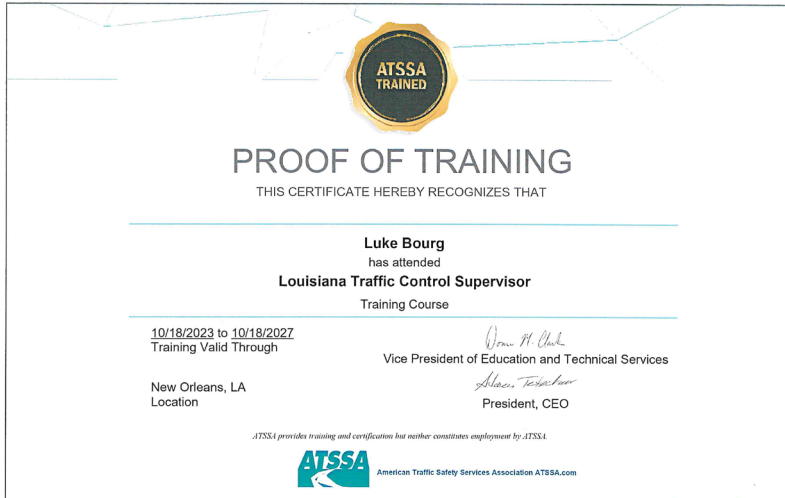 ATSSA
TRAINED
PROOF OF TRAINING
THIS CERTIFICATE HEREBY RECOGNIZES THAT
Luke Bourg
has attended
Louisiana Traffic Control Supervisor
Training Course
10/18/2023 to 10/18/2027
Training Valid Through
Vice President of Education and Technical Services
New Orleans, LA
Location
President, CEO
ATSSA provides training and certification but neither constitutes employment by ATSSA.
ATSSA
American Traffic Safety Services Association ATSSA.com